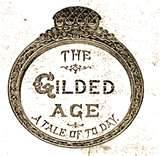 THE
GILDED
AGE
A TALE OF TO DAY.